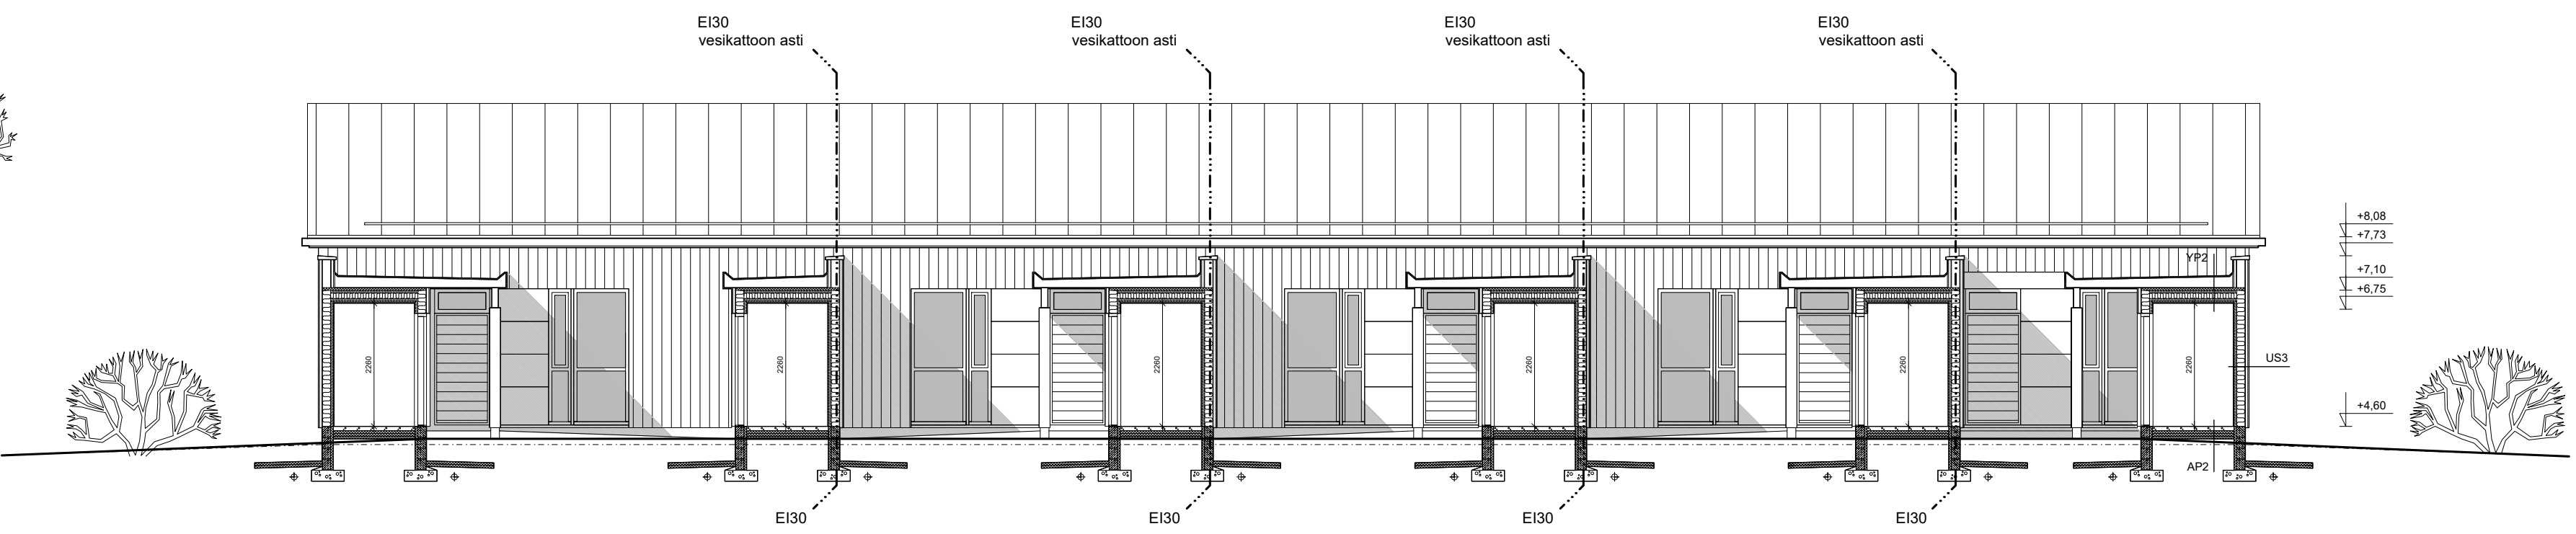 EI30
vesikattoon asti
EI30
vesikattoon asti
EI30
vesikattoon asti
EI30
vesikattoon asti
+8,08
+7,73
YP2
+7,10
+6,75
2260
2260
2260
2260
2260
2260
US3
+4,60
AP2
EI30
EI30
EI30
EI30